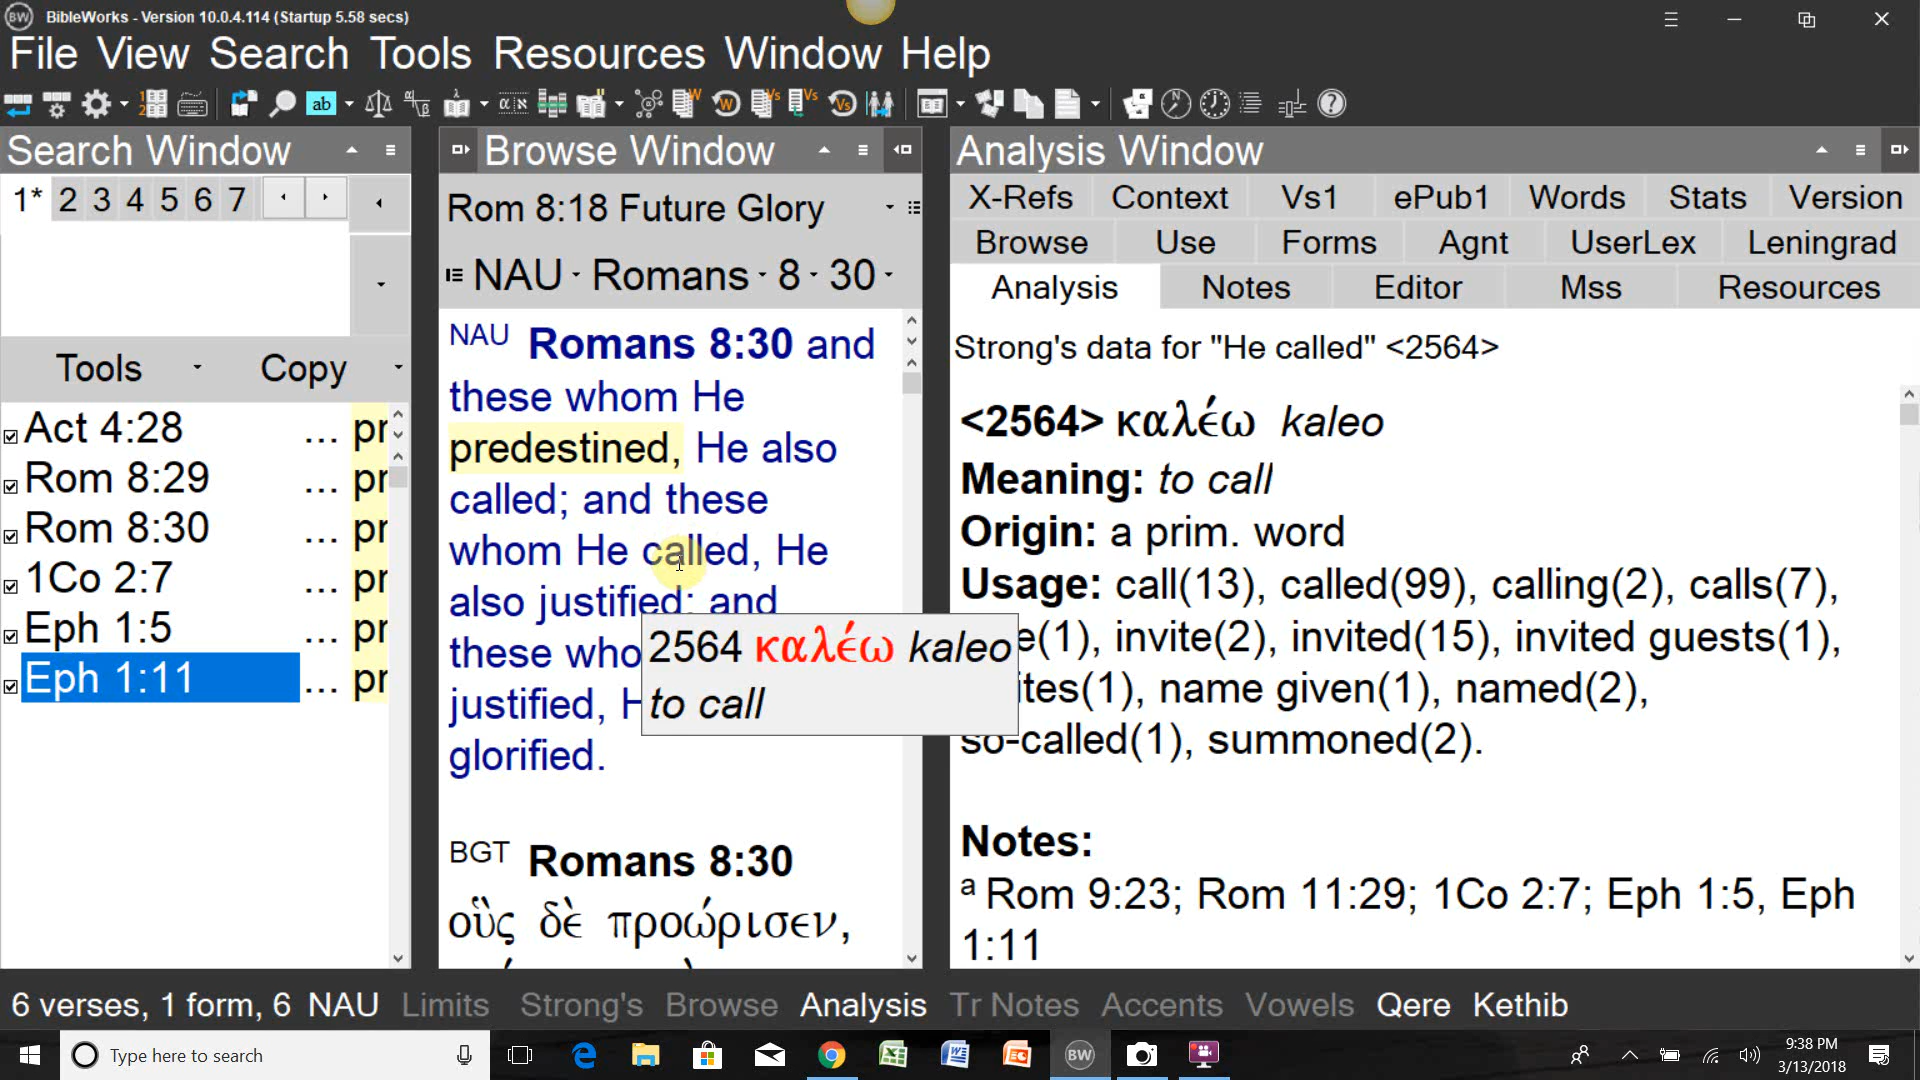 BibleWorks - Version 10.0.4.114 (Startup 5.58 secs)
File View Search Tools Resources Window Help
Search Window
1* 2 3 4 5 6 7
Tools Copy
Act 4:28 ... pr
Rom 8:29 ... pr
Rom 8:30 ... pr
1Co 2:7 ... pr
Eph 1:5 ... pr
Eph 1:11 ... pr
Browse Window
Rom 8:18 Future Glory
NAU Romans 8 30
NAU Romans 8:30 and
these whom He
predestined, He also
called; and these
whom He called, He
also justified; and
these who
justified, H
glorified.
2564 καλέω kaleo
to call
BGT Romans 8:30
οὓς δὲ προώρισεν,
Analysis Window
X-Refs Context Vs1 ePub1 Words Stats Version
Browse Use Forms Agnt UserLex Leningrad
Analysis Notes Editor Mss Resources
Strong's data for "He called" <2564>
<2564> καλέω kaleo
Meaning: to call
Origin: a prim. word
Usage: call(13), called(99), calling(2), calls(7),
e(1), invite(2), invited(15), invited guests(1),
ites(1), name given(1), named(2),
so-called(1), summoned(2).
Notes:
a Rom 9:23; Rom 11:29; 1Co 2:7; Eph 1:5, Eph
1:11
6 verses, 1 form, 6 NAU Limits Strong's Browse Analysis Tr Notes Accents Vowels Qere Kethib
Type here to search
BW
9:38 PM
3/13/2018